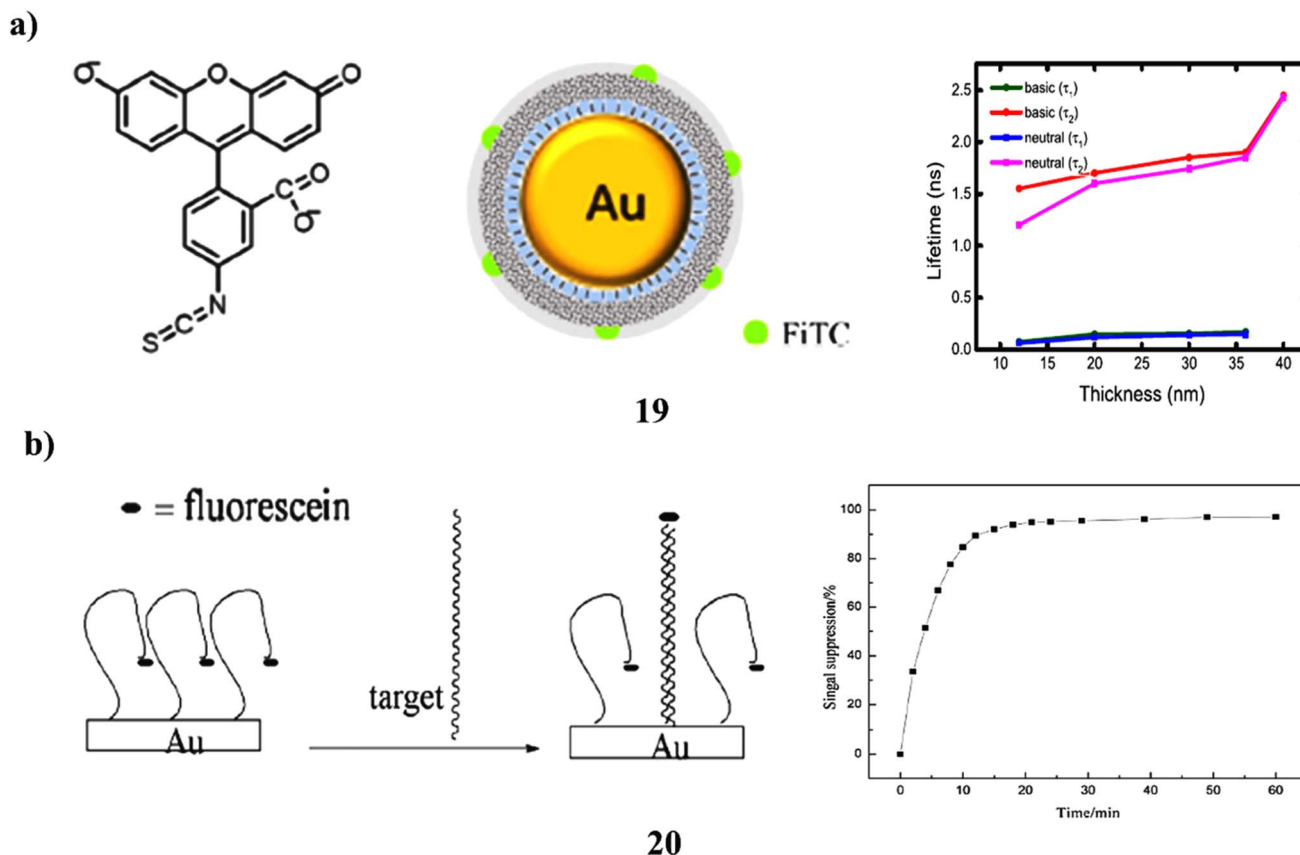 a)
O⁻
O
O
C
O
O⁻
N
S=C=
Au
FiTC
19
basic (τ₁)
basic (τ₂)
neutral (τ₁)
neutral (τ₂)
Lifetime (ns)
2.5
2.0
1.5
1.0
0.5
0.0
10 15 20 25 30 35 40
Thickness (nm)
b)
= fluorescein
target
Au
Au
20
Singal suppression/%
100
80
60
40
20
0
0 10 20 30 40 50 60
Time/min